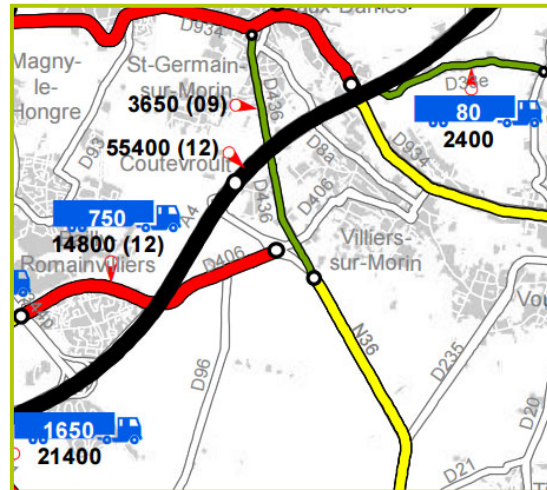 D934
Magny-
le-
Hongre
St-Germain-
sur-Morin
D436
3650 (09)
D93
55400 (12)
Coutevroult
D8a
D934
80
2400
D406
D436
A4
750
14800 (12)
Romainvilliers
D406
Villiers-
sur-Morin
N36
D96
D235
D20
D21
1650
21400